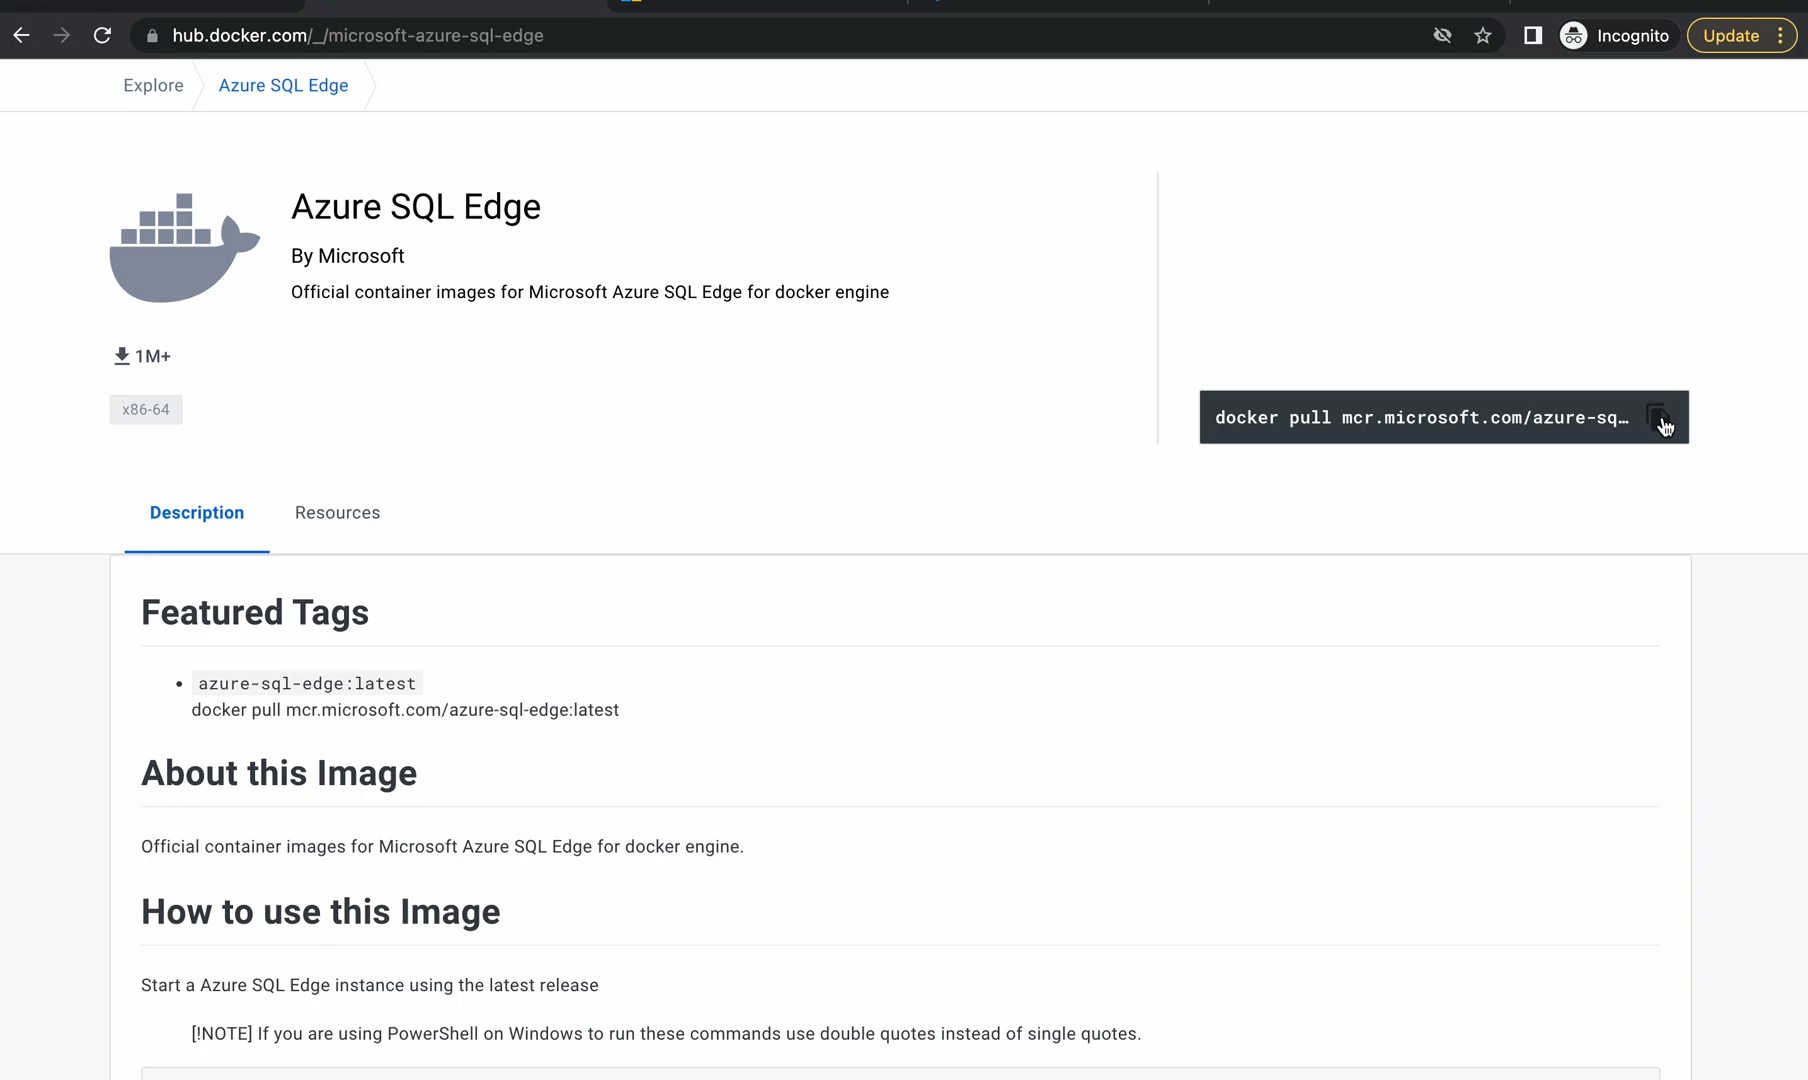 hub.docker.com/_/microsoft-azure-sql-edge
Incognito
Update
Explore
Azure SQL Edge
Azure SQL Edge
By Microsoft
Official container images for Microsoft Azure SQL Edge for docker engine
1M+
x86-64
docker pull mcr.microsoft.com/azure-sq…
Description
Resources
Featured Tags
azure-sql-edge:latest
docker pull mcr.microsoft.com/azure-sql-edge:latest
About this Image
Official container images for Microsoft Azure SQL Edge for docker engine.
How to use this Image
Start a Azure SQL Edge instance using the latest release
[!NOTE] If you are using PowerShell on Windows to run these commands use double quotes instead of single quotes.